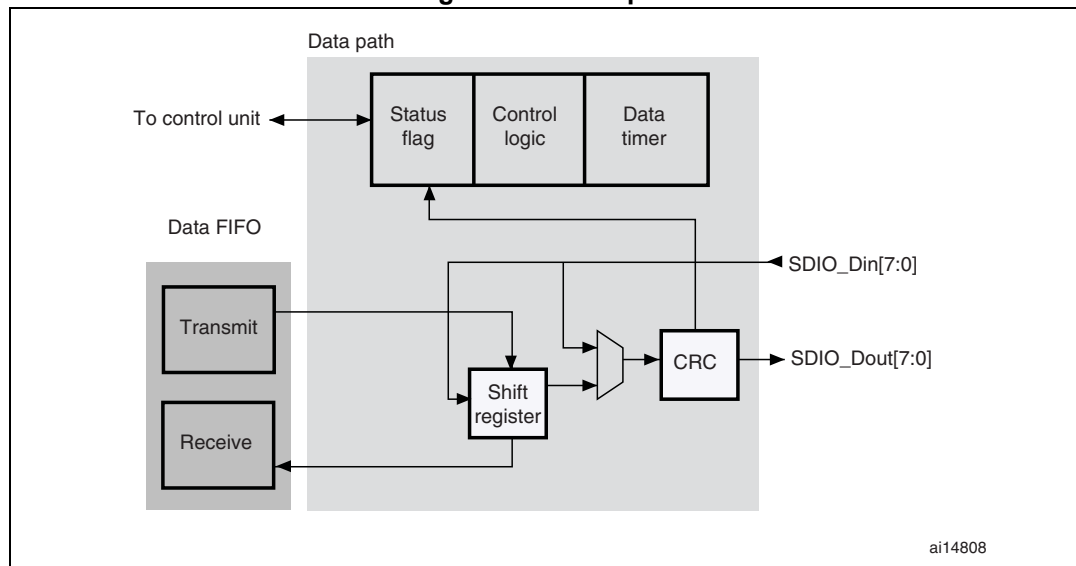 Data path
To control unit
Status
flag
Control
logic
Data
timer
Data FIFO
SDIO_Din[7:0]
Transmit
SDIO_Dout[7:0]
CRC
Shift
register
Receive
ai14808